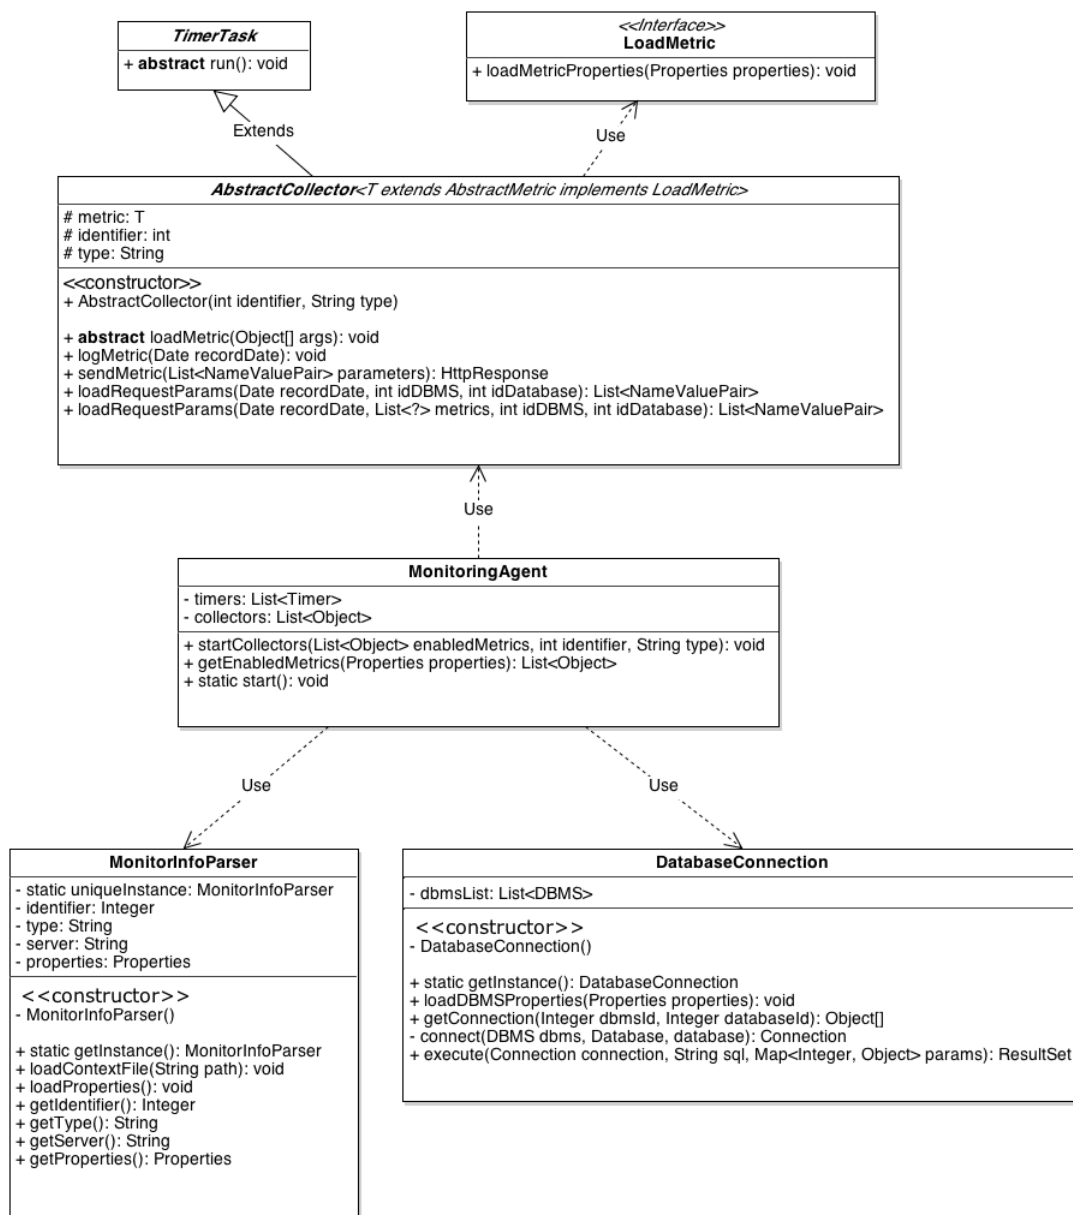 TimerTask
+ abstract run(): void
<<Interface>>
LoadMetric
+ loadMetricProperties(Properties properties): void
Extends
Use
AbstractCollector<T extends AbstractMetric implements LoadMetric>
# metric: T
# identifier: int
# type: String
<<constructor>>
+ AbstractCollector(int identifier, String type)
+ abstract loadMetric(Object[] args): void
+ logMetric(Date recordDate): void
+ sendMetric(List<NameValuePair> parameters): HttpResponse
+ loadRequestParams(Date recordDate, int idDBMS, int idDatabase): List<NameValuePair>
+ loadRequestParams(Date recordDate, List<?> metrics, int idDBMS, int idDatabase): List<NameValuePair>
Use
MonitoringAgent
- timers: List<Timer>
- collectors: List<Object>
+ startCollectors(List<Object> enabledMetrics, int identifier, String type): void
+ getEnabledMetrics(Properties properties): List<Object>
+ static start(): void
Use
Use
MonitorInfoParser
- static uniqueInstance: MonitorInfoParser
- identifier: Integer
- type: String
- server: String
- properties: Properties
<<constructor>>
- MonitorInfoParser()
+ static getInstance(): MonitorInfoParser
+ loadContextFile(String path): void
+ loadProperties(): void
+ getIdentifier(): Integer
+ getType(): String
+ getServer(): String
+ getProperties(): Properties
DatabaseConnection
- dbmsList: List<DBMS>
<<constructor>>
- DatabaseConnection()
+ static getInstance(): DatabaseConnection
+ loadDBMSProperties(Properties properties): void
+ getConnection(Integer dbmsId, Integer databaseId): Object[]
- connect(DBMS dbms, Database, database): Connection
+ execute(Connection connection, String sql, Map<Integer, Object> params): ResultSet